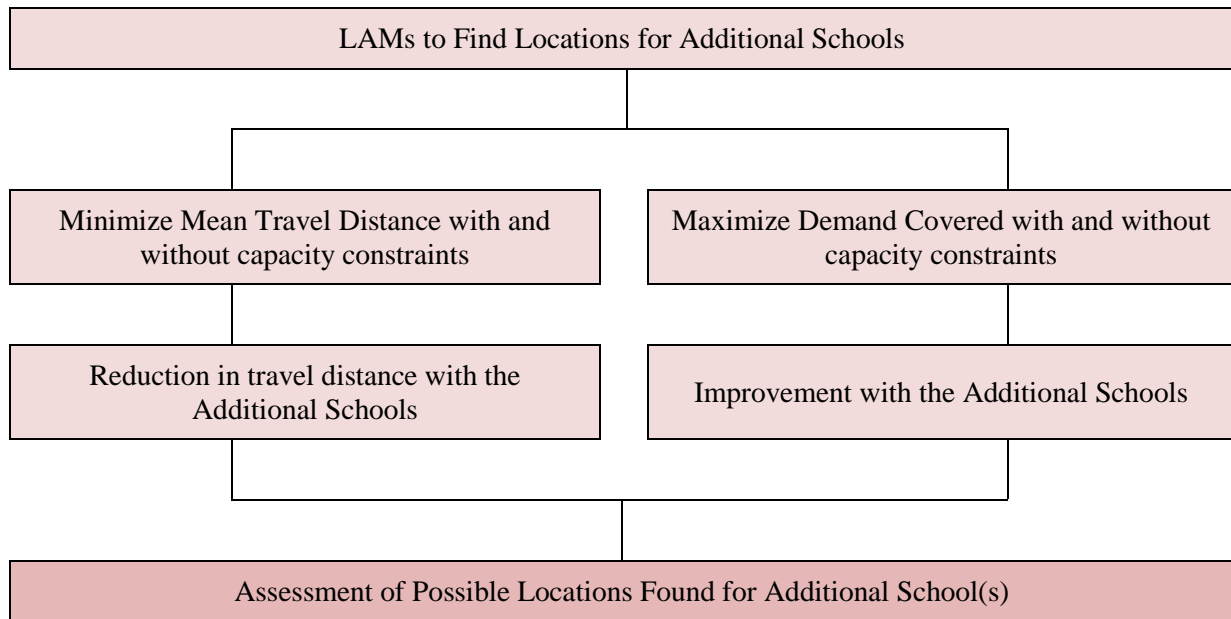 LAMs to Find Locations for Additional Schools
Minimize Mean Travel Distance with and
without capacity constraints
Maximize Demand Covered with and without
capacity constraints
Reduction in travel distance with the
Additional Schools
Improvement with the Additional Schools
Assessment of Possible Locations Found for Additional School(s)